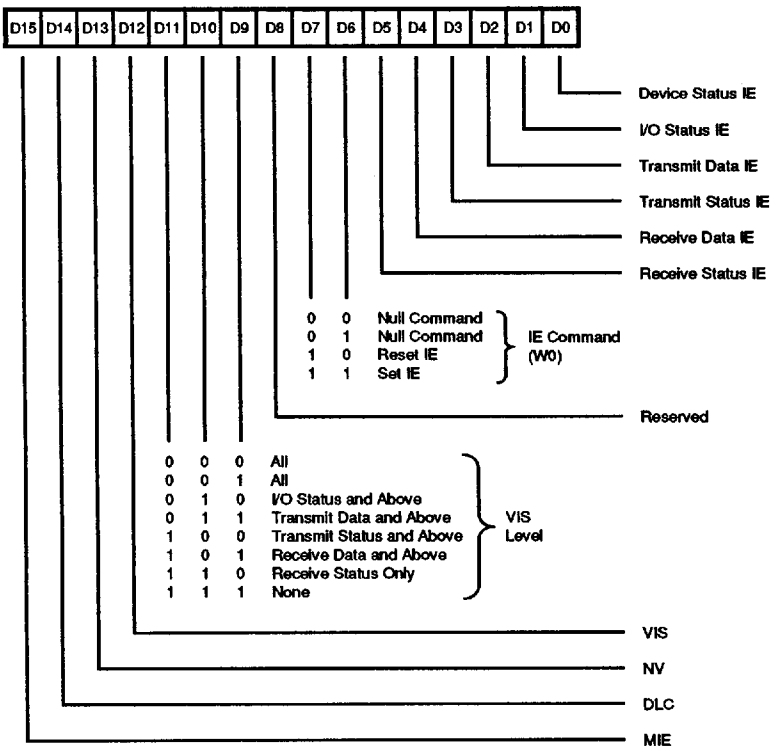 D15 D14 D13 D12 D11 D10 D9 D8 D7 D6 D5 D4 D3 D2 D1 D0
Device Status IE
I/O Status IE
Transmit Data IE
Transmit Status IE
Receive Data IE
Receive Status IE
0 0 Null Command
0 1 Null Command
1 0 Reset IE
1 1 Set IE
IE Command
(W0)
Reserved
0 0 0 All
0 0 1 All
0 1 0 I/O Status and Above
0 1 1 Transmit Data and Above
1 0 0 Transmit Status and Above
1 0 1 Receive Data and Above
1 1 0 Receive Status Only
1 1 1 None
VIS
Level
VIS
NV
DLC
MIE